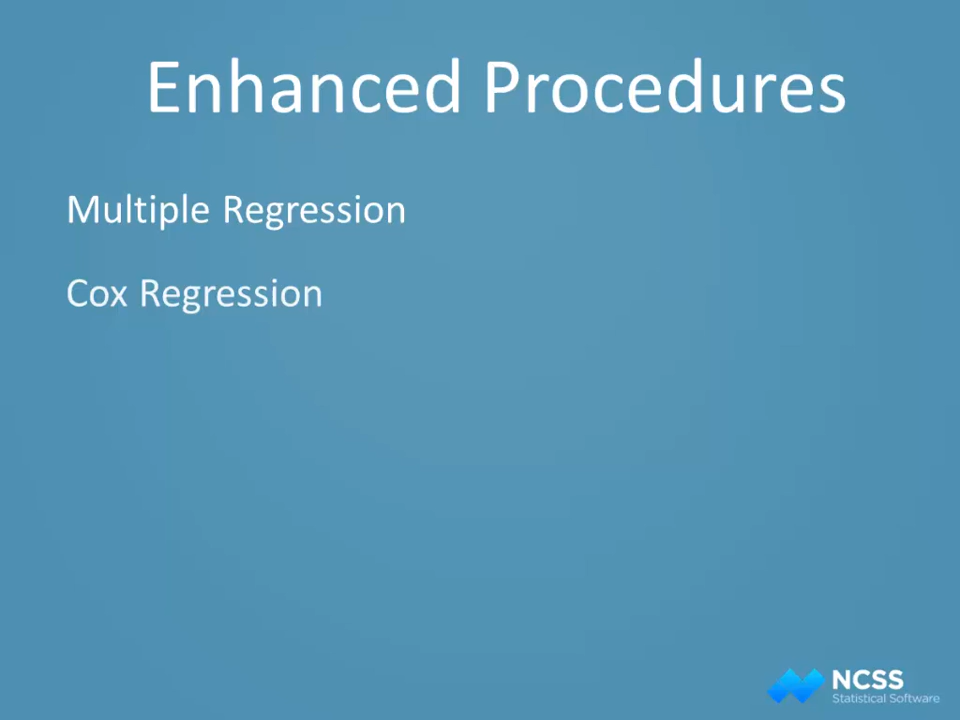 Enhanced Procedures
Multiple Regression
Cox Regression
NCSS
Statistical Software